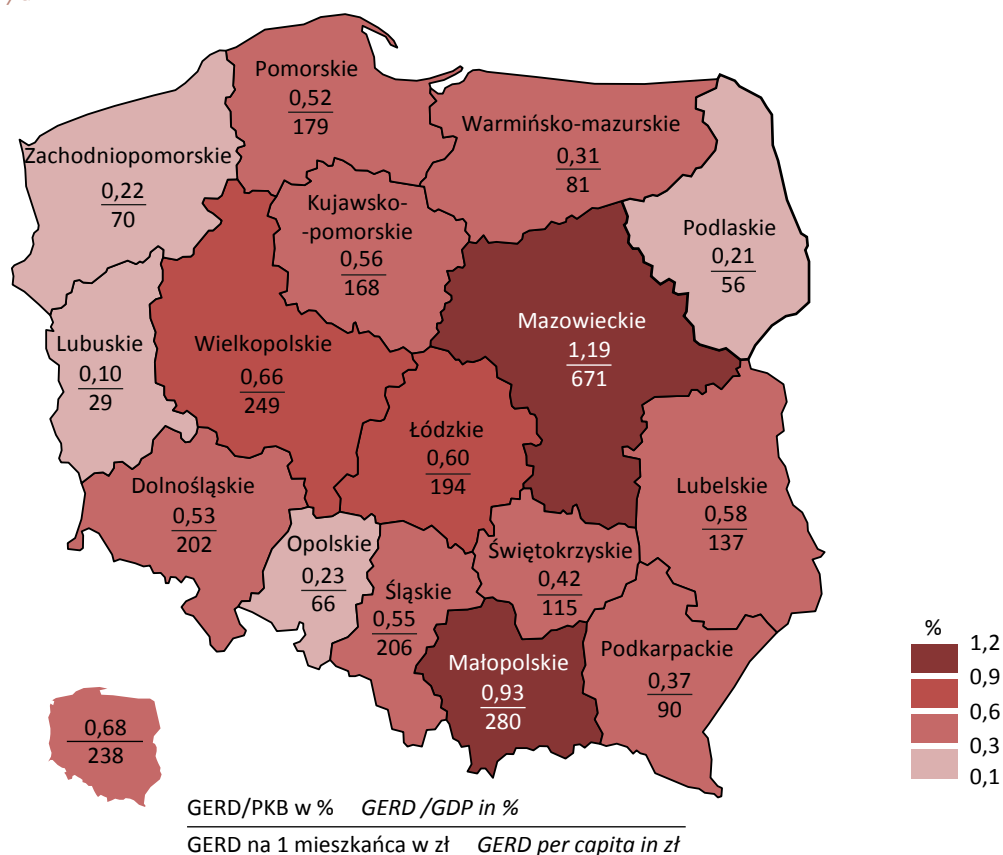 Pomorskie
0,52
179
Warmińsko-mazurskie
0,31
81
Zachodniopomorskie
0,22
70
Kujawsko-
-pomorskie
0,56
168
Podlaskie
0,21
56
Mazowieckie
1,19
671
Lubuskie
0,10
29
Wielkopolskie
0,66
249
Łódzkie
0,60
194
Dolnośląskie
0,53
202
Lubelskie
0,58
137
Opolskie
0,23
66
Śląskie
0,55
206
Świętokrzyskie
0,42
115
Małopolskie
0,93
280
Podkarpackie
0,37
90
%
1,2
0,9
0,6
0,3
0,1
0,68
238
GERD/PKB w % GERD /GDP in %
GERD na 1 mieszkańca w zł GERD per capita in zł